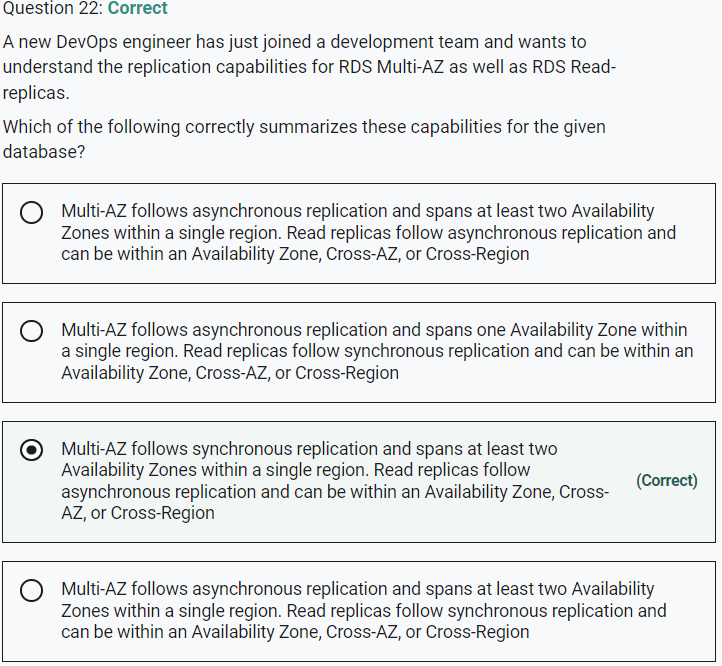 Question 22: Correct
A new DevOps engineer has just joined a development team and wants to
understand the replication capabilities for RDS Multi-AZ as well as RDS Read-
replicas.
Which of the following correctly summarizes these capabilities for the given
database?
Multi-AZ follows asynchronous replication and spans at least two Availability
Zones within a single region. Read replicas follow asynchronous replication and
can be within an Availability Zone, Cross-AZ, or Cross-Region
Multi-AZ follows asynchronous replication and spans one Availability Zone within
a single region. Read replicas follow synchronous replication and can be within an
Availability Zone, Cross-AZ, or Cross-Region
Multi-AZ follows synchronous replication and spans at least two
Availability Zones within a single region. Read replicas follow
asynchronous replication and can be within an Availability Zone, Cross-
AZ, or Cross-Region
(Correct)
Multi-AZ follows asynchronous replication and spans at least two Availability
Zones within a single region. Read replicas follow synchronous replication and
can be within an Availability Zone, Cross-AZ, or Cross-Region